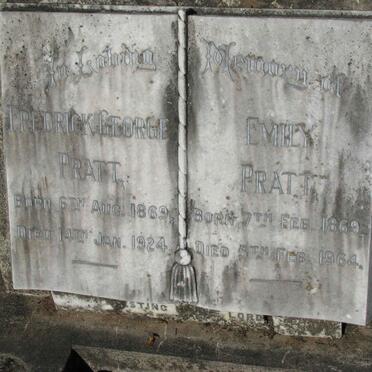 In Loving Memory of
FREDRICK GEORGE
PRATT.
BORN 6TH AUG. 1869.
DIED 14TH JAN. 1924.
EMILY
PRATT
BORN 7TH FEB. 1869.
DIED 5TH FEB. 1964.
LORD